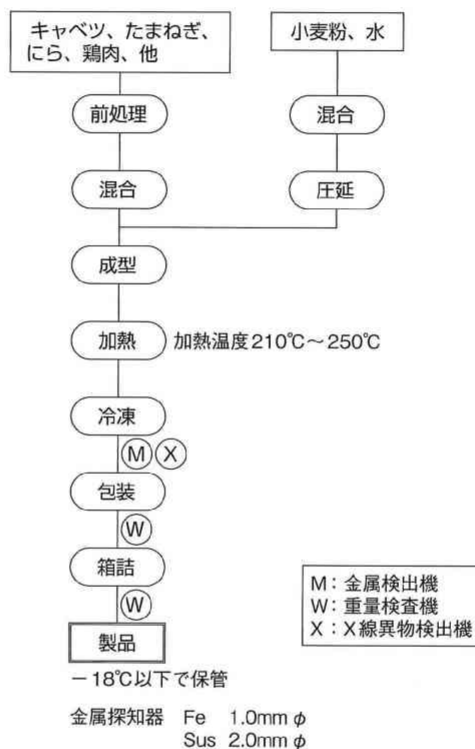 キャベツ、たまねぎ、
にら、鶏肉、他
小麦粉、水
前処理
混合
混合
圧延
成型
加熱
加熱温度210℃〜250℃
冷凍
M X
包装
W
箱詰
W
製品
－18℃以下で保管
M：金属検出機
W：重量検査機
X：X線異物検出機
金属探知器 Fe 1.0mm φ
Sus 2.0mm φ